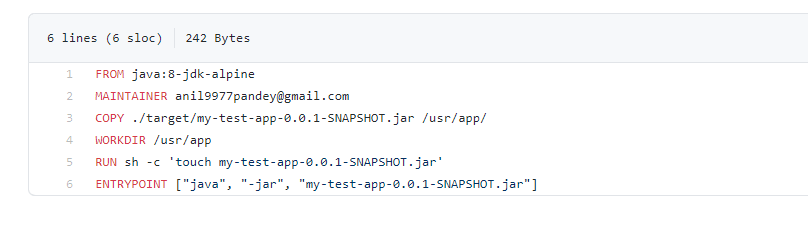 6 lines (6 sloc) 242 Bytes
1 FROM java:8-jdk-alpine
2 MAINTAINER anil9977pandey@gmail.com
3 COPY ./target/my-test-app-0.0.1-SNAPSHOT.jar /usr/app/
4 WORKDIR /usr/app
5 RUN sh -c 'touch my-test-app-0.0.1-SNAPSHOT.jar'
6 ENTRYPOINT ["java", "-jar", "my-test-app-0.0.1-SNAPSHOT.jar"]